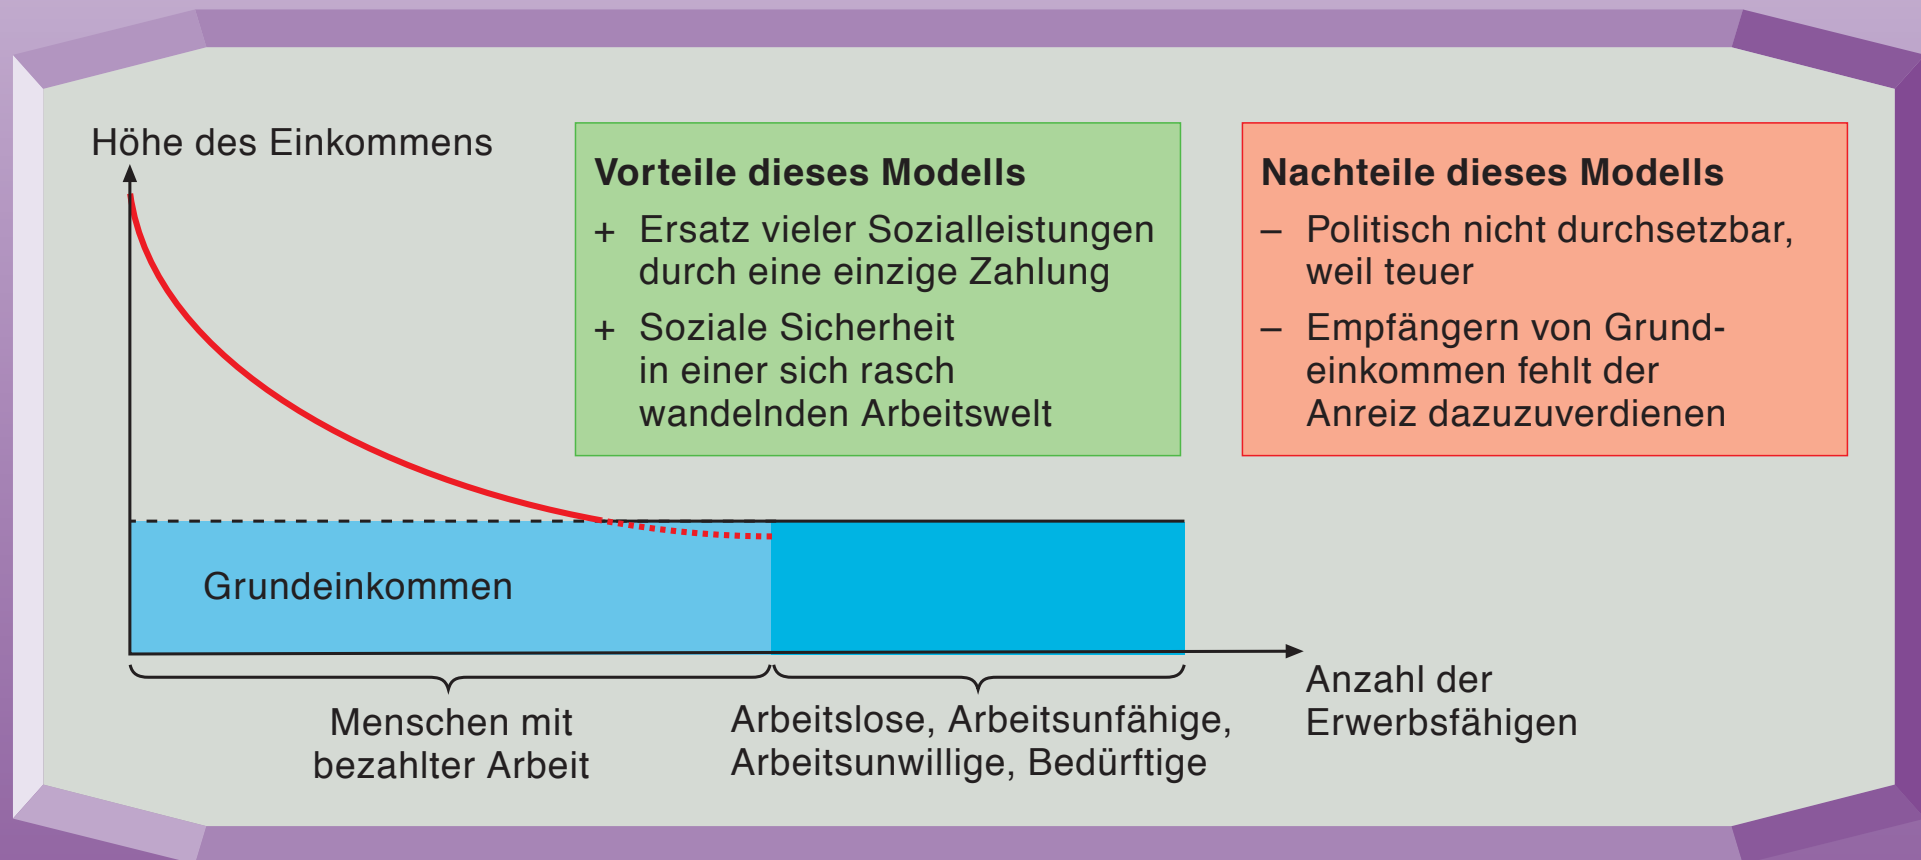 Höhe des Einkommens
Vorteile dieses Modells
+ Ersatz vieler Sozialleistungen
durch eine einzige Zahlung
+ Soziale Sicherheit
in einer sich rasch
wandelnden Arbeitswelt
Nachteile dieses Modells
– Politisch nicht durchsetzbar,
weil teuer
– Empfängern von Grund-
einkommen fehlt der
Anreiz dazuzuverdienen
Grundeinkommen
Menschen mit
bezahlter Arbeit
Arbeitslose, Arbeitsunfähige,
Arbeitsunwillige, Bedürftige
Anzahl der
Erwerbsfähigen